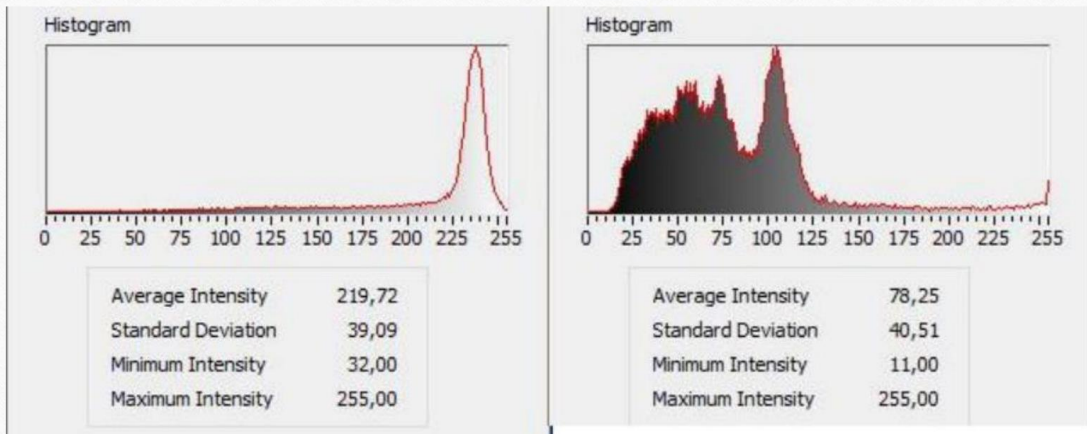 Histogram
0 25 50 75 100 125 150 175 200 225 255
Average Intensity 219,72
Standard Deviation 39,09
Minimum Intensity 32,00
Maximum Intensity 255,00
Histogram
0 25 50 75 100 125 150 175 200 225 255
Average Intensity 78,25
Standard Deviation 40,51
Minimum Intensity 11,00
Maximum Intensity 255,00